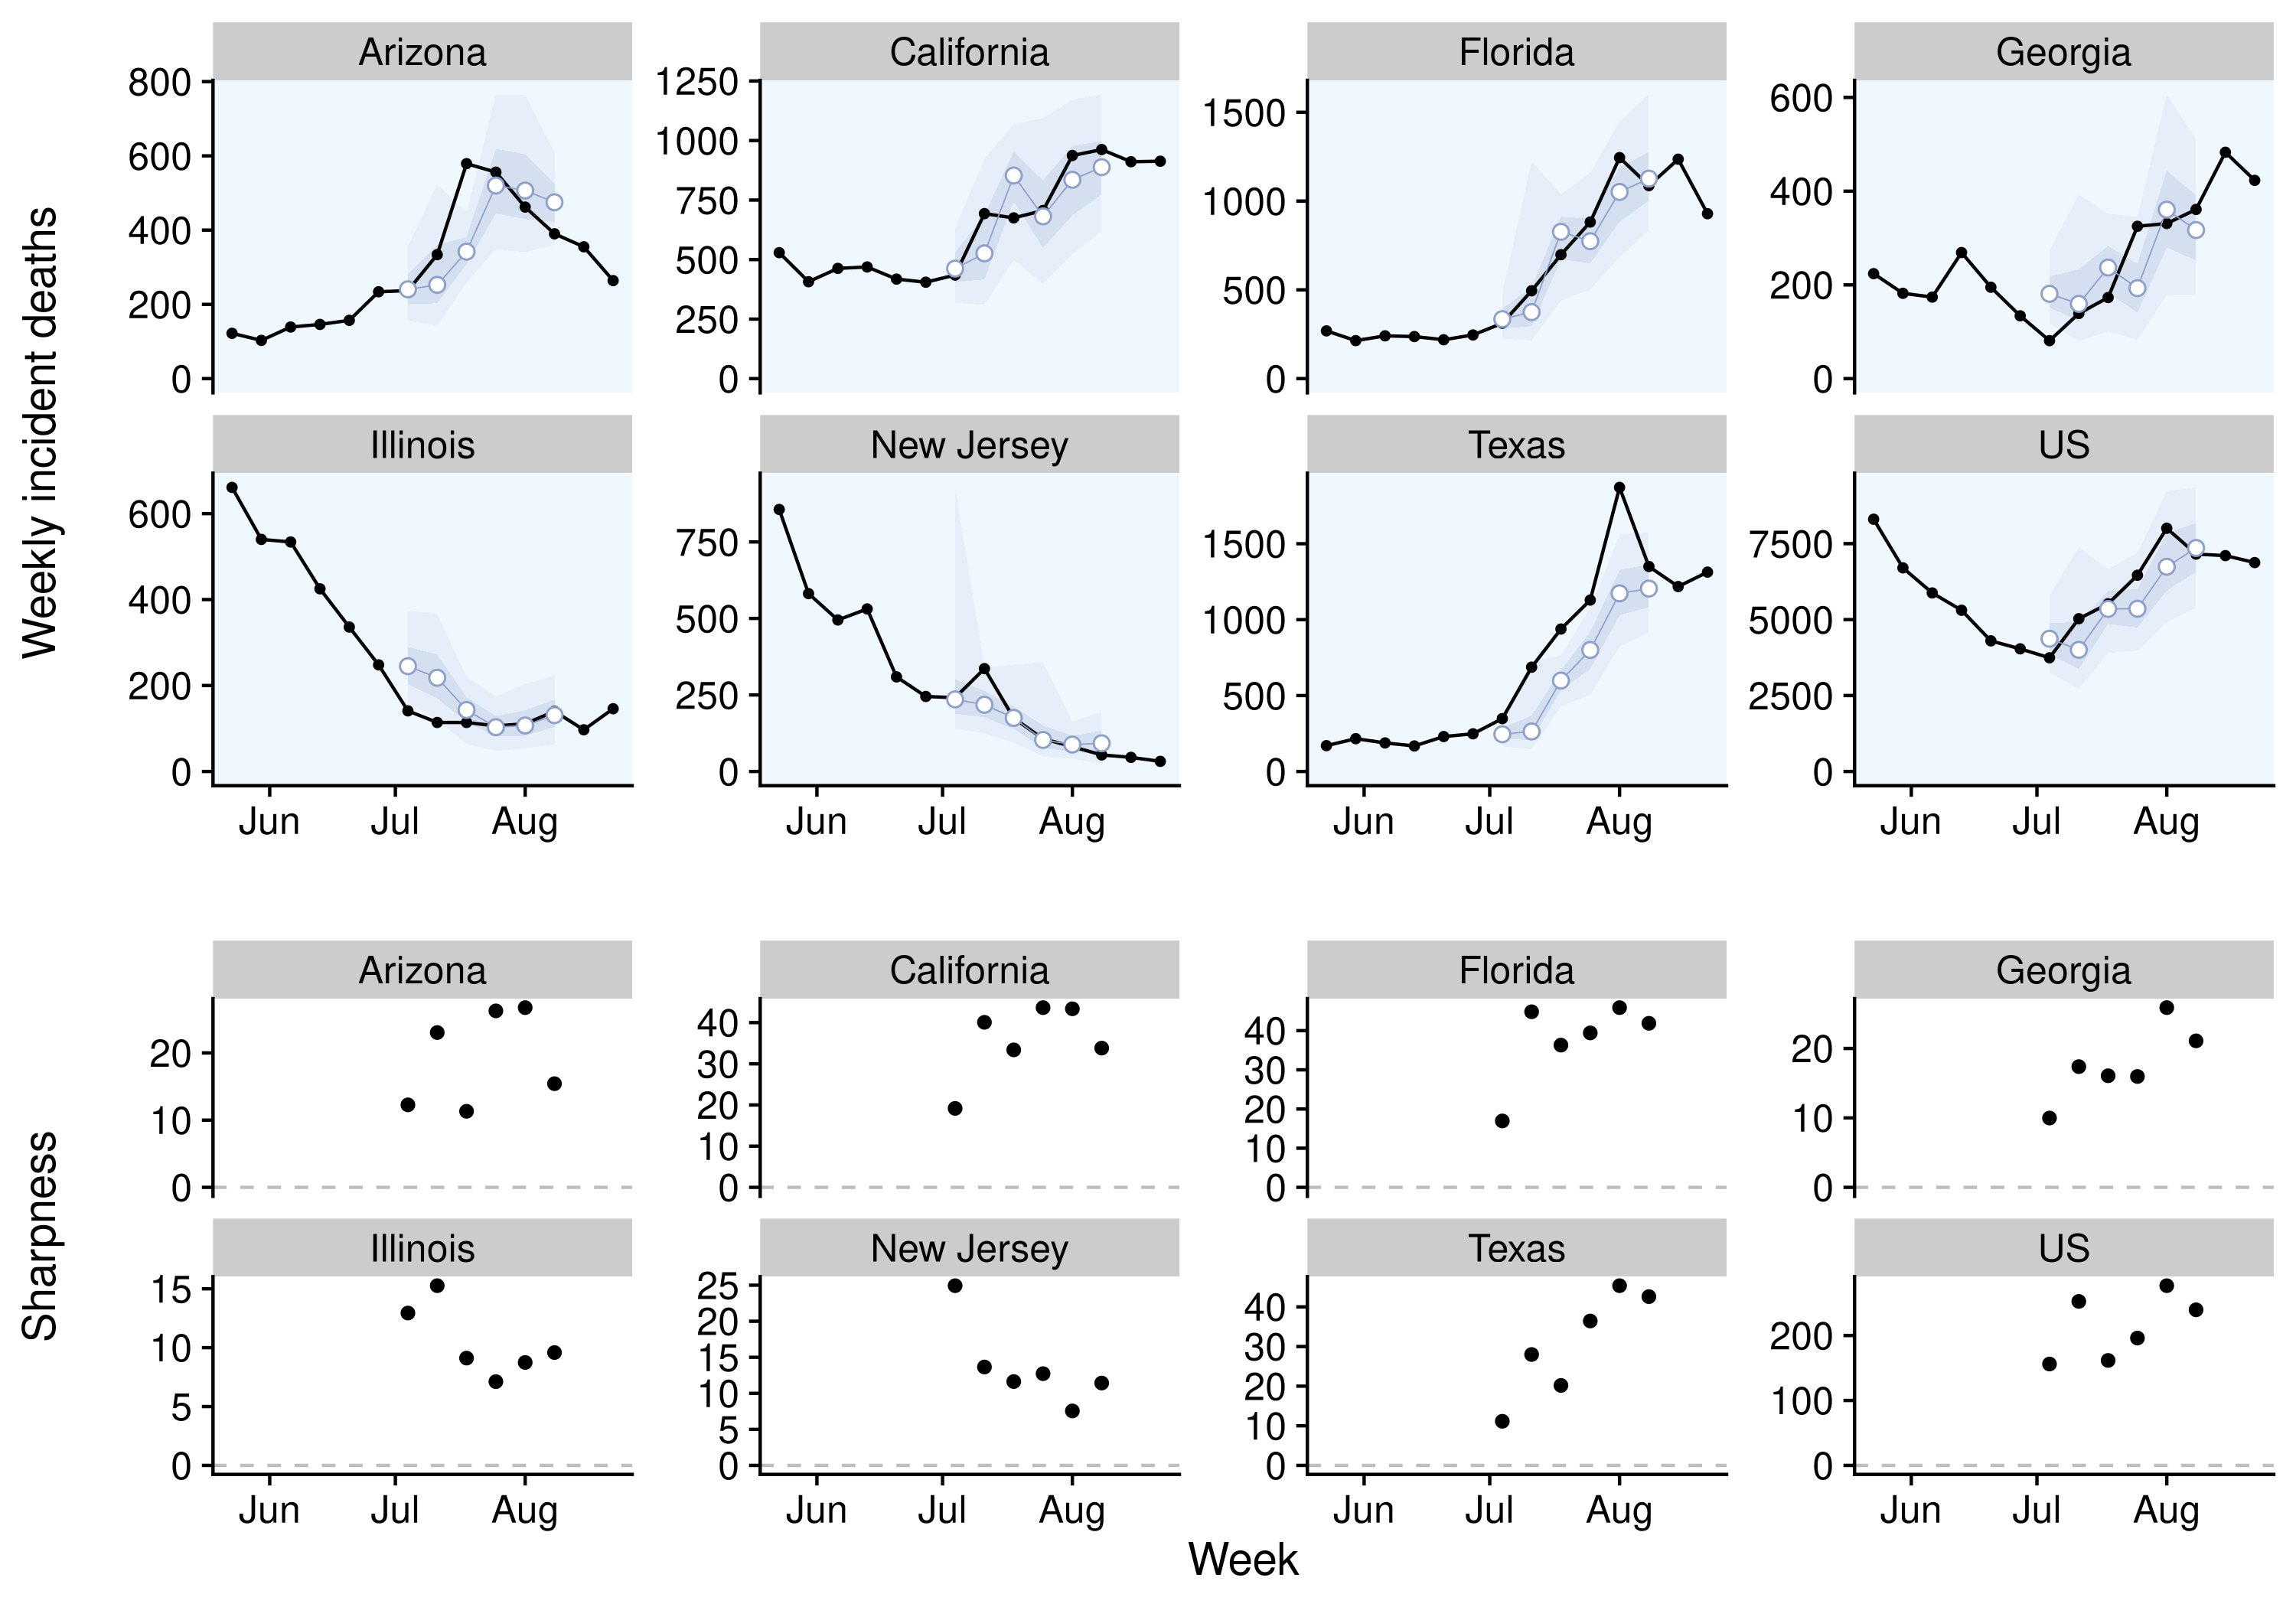 Arizona California Florida Georgia
800 1250 1500 600
600 1000
400 750 1000 400
200 500 500 200
250
0 0 0 0
Weekly incident deaths
Illinois New Jersey Texas US
600 750 1500 7500
400 500 1000 5000
200 250 500 2500
0 0 0 0
Jun Jul Aug Jun Jul Aug Jun Jul Aug Jun Jul Aug
Arizona California Florida Georgia
20 40 40 20
30 30
10 20 20 10
10 10
0 0 0 0
Sharpness
Illinois New Jersey Texas US
15 25 40 200
20 30
10 15 20 100
5 10 10
5
0 0 0 0
Jun Jul Aug Jun Jul Aug Jun Jul Aug Jun Jul Aug
Week